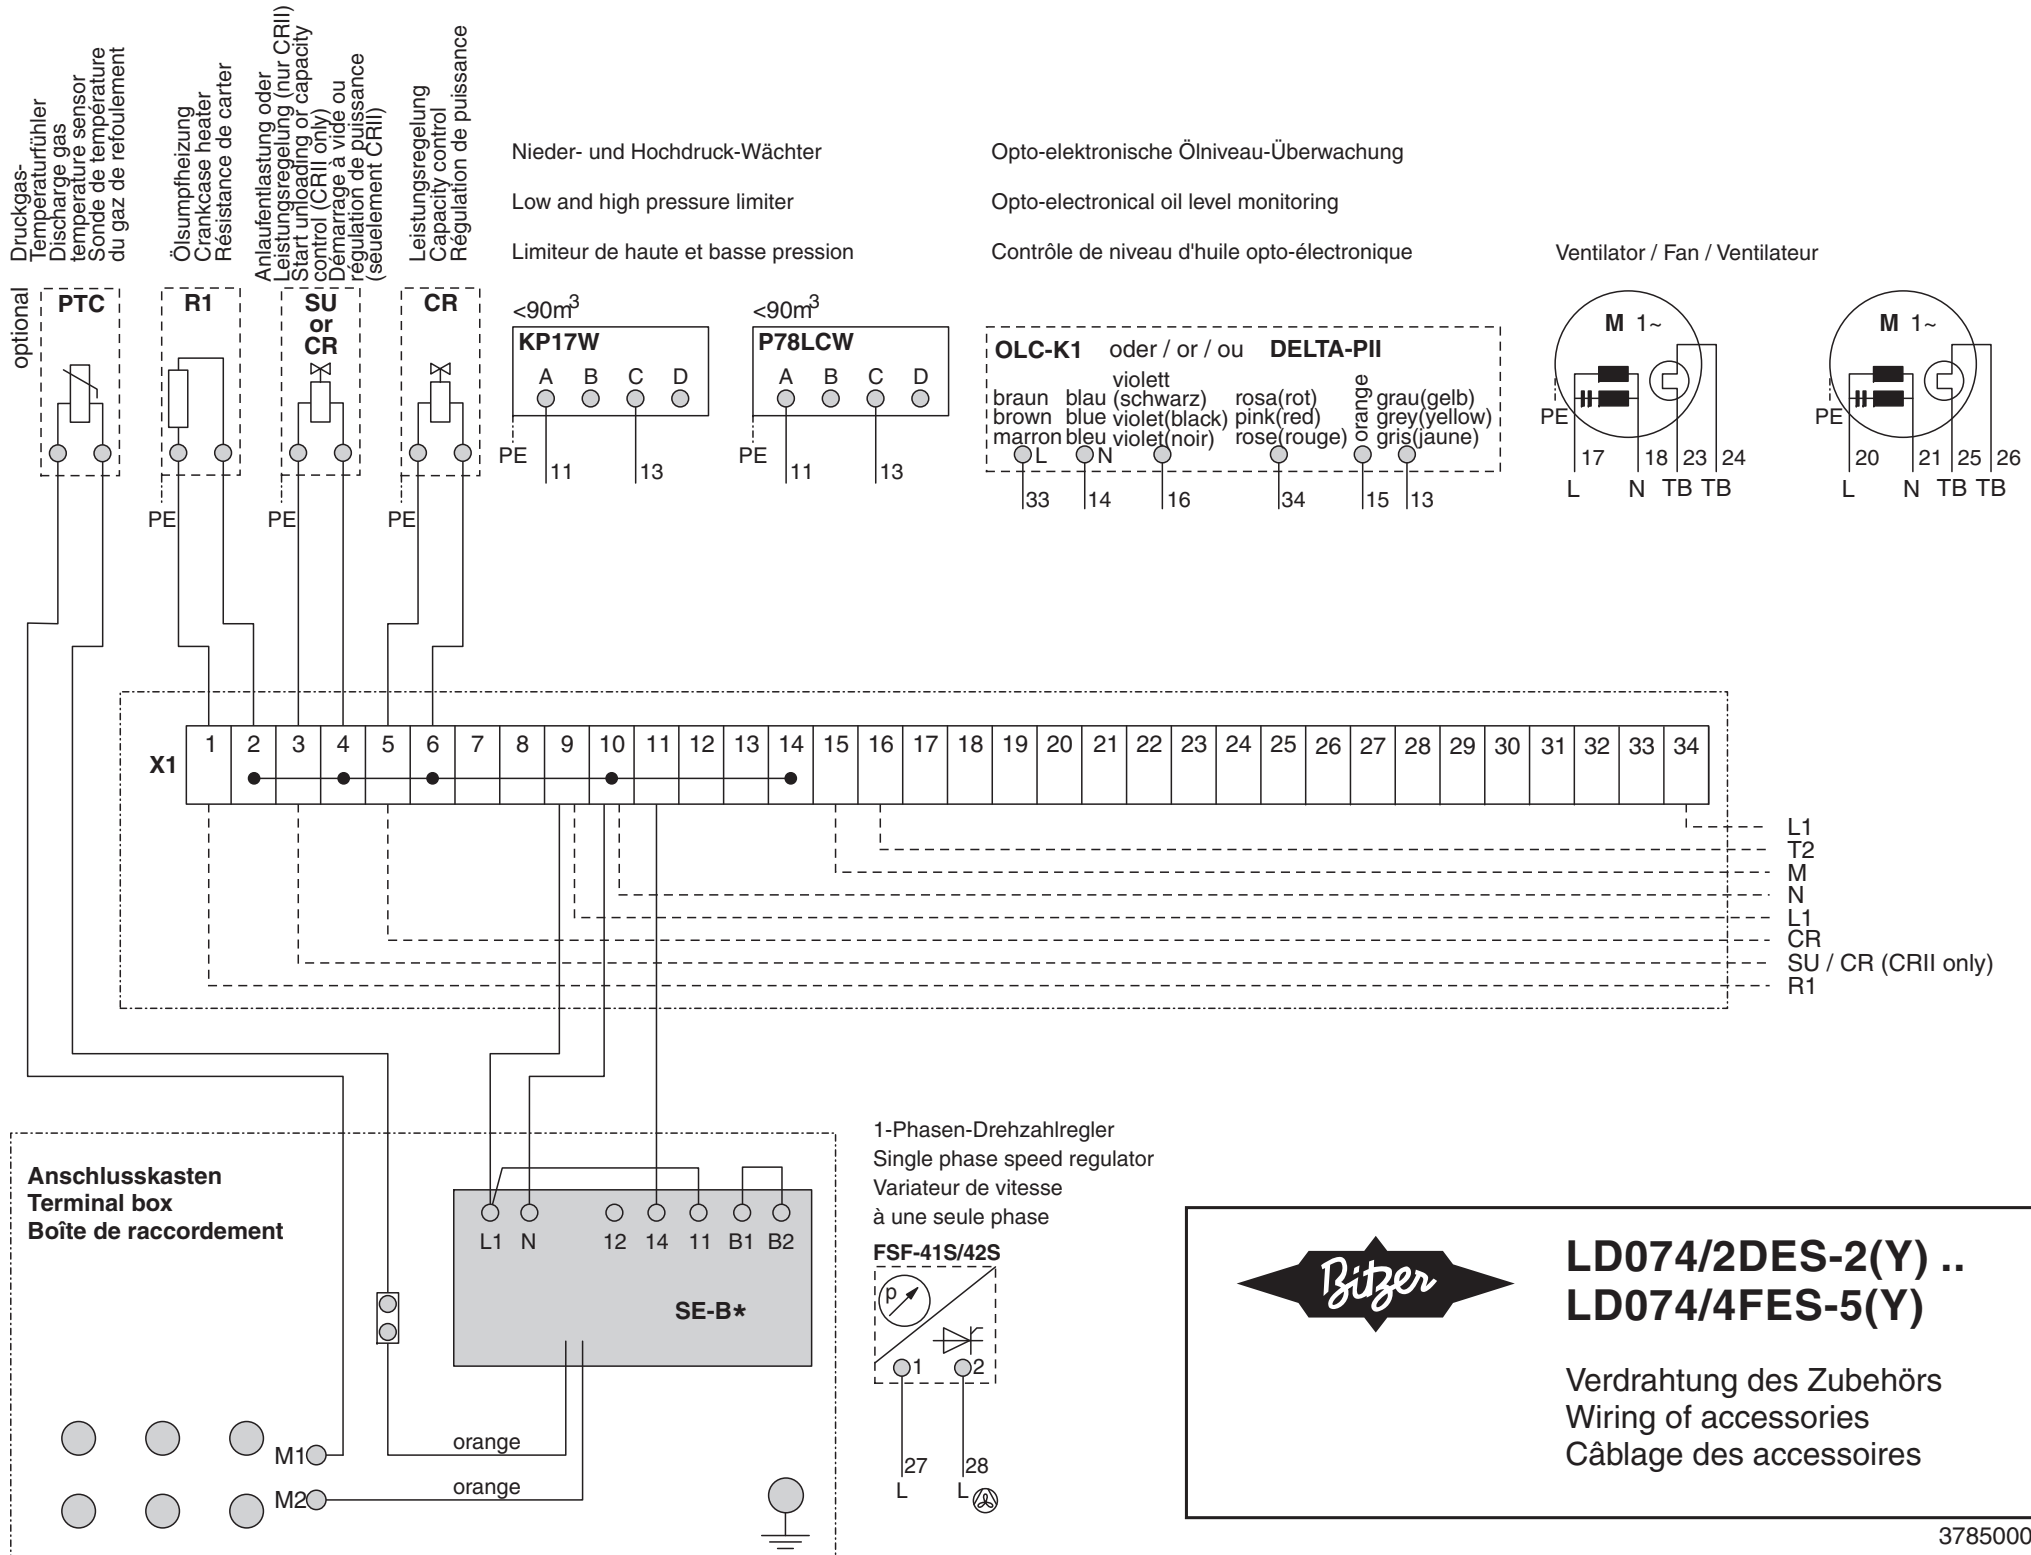 Druckgas-
Temperaturfühler
Discharge gas
temperature sensor
Sonde de température
du gaz de refoulement
Ölsumpfheizung
Crankcase heater
Résistance de carter
Anlaufentlastung oder
Leistungsregelung (nur CRII)
Start unloading or capacity
control (CRII only)
Démarrage à vide ou
régulation de puissance
(seuelement CRII)
Leistungsregelung
Capacity control
Régulation de puissance
Nieder- und Hochdruck-Wächter
Low and high pressure limiter
Limiteur de haute et basse pression
Opto-elektronische Ölniveau-Überwachung
Opto-electronical oil level monitoring
Contrôle de niveau d'huile opto-électronique
Ventilator / Fan / Ventilateur
optional
PTC
R1
SU
or
CR
CR
PE
PE
PE
<90m3
KP17W
A B C D
PE
11 13
<90m3
P78LCW
A B C D
PE
11 13
OLC-K1 oder / or / ou DELTA-PII
braun
brown
marron
blau
blue
bleu
violett
(schwarz)
violet(black)
violet(noir)
rosa(rot)
pink(red)
rose(rouge)
orange
grau(gelb)
grey(yellow)
gris(jaune)
L N
33 14 16 34 15 13
M 1~
PE
17 18 23 24
L N TB TB
M 1~
PE
20 21 25 26
L N TB TB
X1
1 2 3 4 5 6 7 8 9 10 11 12 13 14 15 16 17 18 19 20 21 22 23 24 25 26 27 28 29 30 31 32 33 34
L1
T2
M
N
L1
CR
SU / CR (CRII only)
R1
Anschlusskasten
Terminal box
Boîte de raccordement
L1 N 12 14 11 B1 B2
SE-B*
M1
orange
M2
orange
1-Phasen-Drehzahlregler
Single phase speed regulator
Variateur de vitesse
à une seule phase
FSF-41S/42S
p
1 2
27 28
L L
Bitzer
LD074/2DES-2(Y) ..
LD074/4FES-5(Y)
Verdrahtung des Zubehörs
Wiring of accessories
Câblage des accessoires
3785000